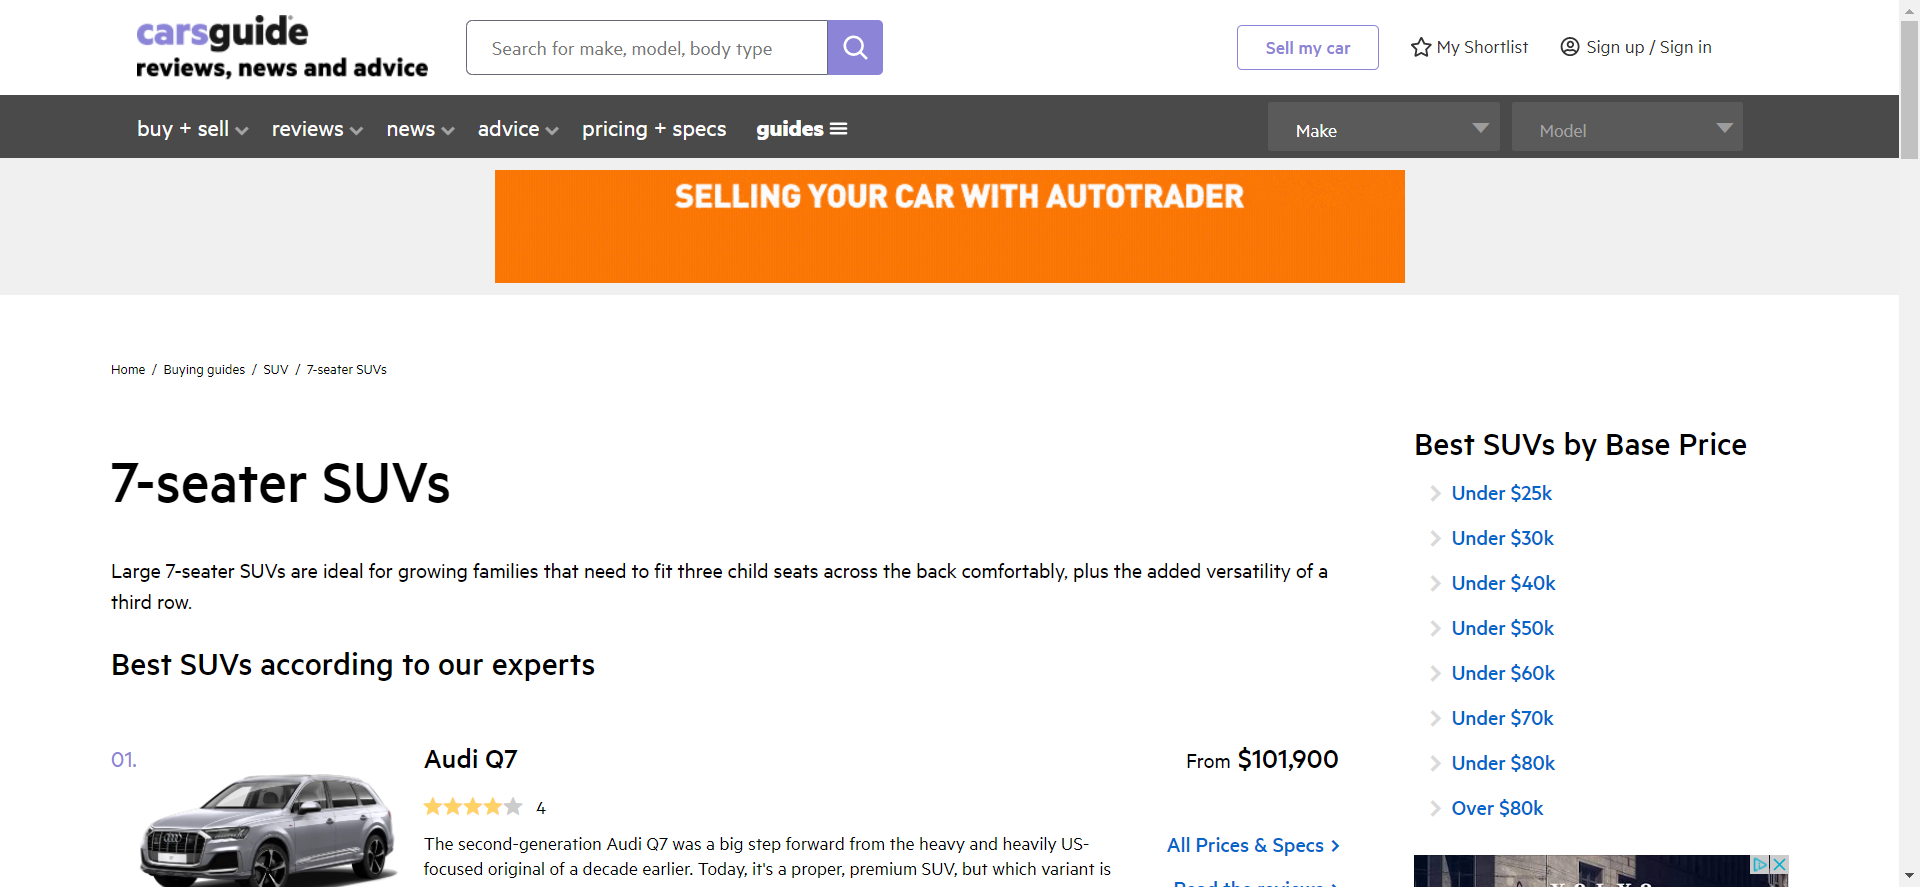 carsguide
reviews, news and advice
Search for make, model, body type
Sell my car
My Shortlist
Sign up / Sign in
buy + sell
reviews
news
advice
pricing + specs
guides
Make
Model
SELLING YOUR CAR WITH AUTOTRADER
Home / Buying guides / SUV / 7-seater SUVs
7-seater SUVs
Large 7-seater SUVs are ideal for growing families that need to fit three child seats across the back comfortably, plus the added versatility of a
third row.
Best SUVs according to our experts
01.
Audi Q7
From $101,900
4
The second-generation Audi Q7 was a big step forward from the heavy and heavily US-
focused original of a decade earlier. Today, it's a proper, premium SUV, but which variant is
All Prices & Specs
Read the reviews
Best SUVs by Base Price
Under $25k
Under $30k
Under $40k
Under $50k
Under $60k
Under $70k
Under $80k
Over $80k